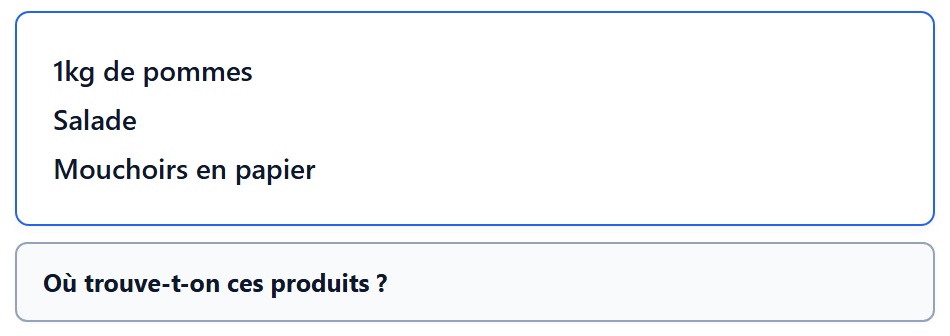 1kg de pommes
Salade
Mouchoirs en papier
Où trouve-t-on ces produits ?